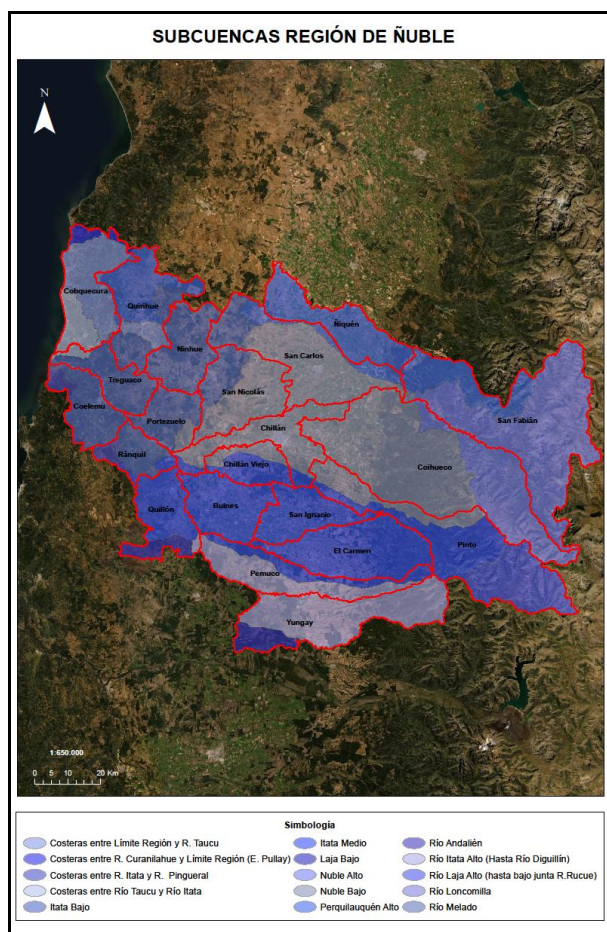 SUBCUENCAS REGIÓN DE ÑUBLE
N
Cobquecura
Quirihue
Ñiquén
Ninhue
San Carlos
Treguaco
San Nicolás
San Fabián
Coelemu
Portezuelo
Chillán
Ránquil
Chillán Viejo
Coihueco
Quillón
Bulnes
San Ignacio
El Carmen
Pinto
Pemuco
Yungay
1:650.000
0 5 10 20 Km
Simbología
Costeras entre Límite Región y R. Taucu
Costeras entre R. Curanilahue y Límite Región (E. Pullay)
Costeras entre R. Itata y R. Pingueral
Costeras entre Río Taucu y Río Itata
Itata Bajo
Itata Medio
Laja Bajo
Ñuble Alto
Ñuble Bajo
Perquilauquén Alto
Río Andalién
Río Itata Alto (Hasta Río Diguillín)
Río Laja Alto (hasta bajo junta R.Rucue)
Río Loncomilla
Río Melado